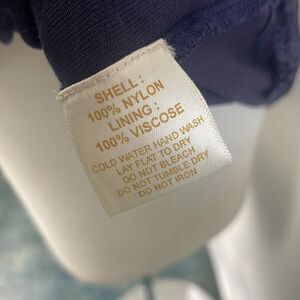 SHELL :
100% NYLON
LINING :
100% VISCOSE
COLD WATER HAND WASH
LAY FLAT TO DRY
DO NOT BLEACH
DO NOT TUMBLE DRY
DO NOT IRON